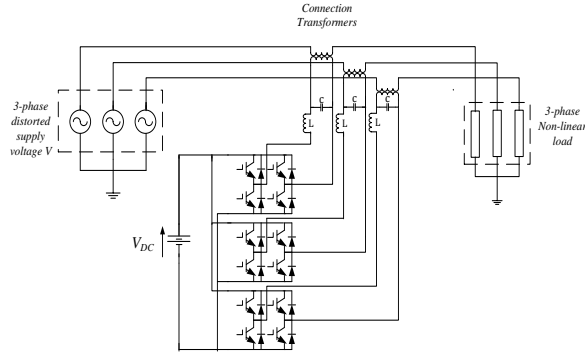 Connection
Transformers
C
C
C
L
L
L
3-phase
distorted
supply
voltage V
3-phase
Non-linear
load
V_DC